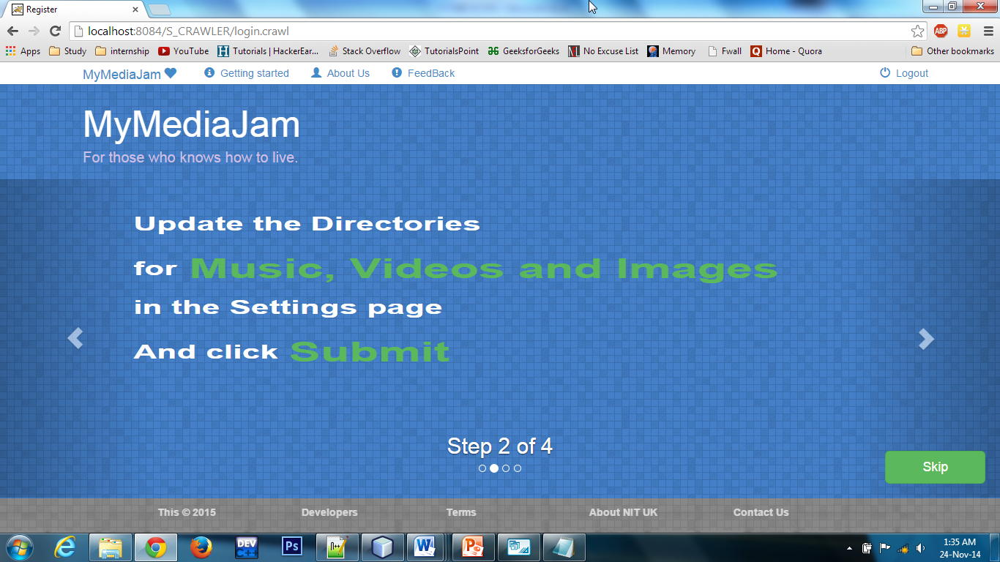 Register
localhost:8084/S_CRAWLER/login.crawl
ABP
Apps Study internship YouTube Tutorials | HackerEar... Stack Overflow TutorialsPoint GeeksforGeeks No Excuse List Memory Fwall Home - Quora Other bookmarks
MyMediaJam Getting started About Us FeedBack Logout
MyMediaJam
For those who knows how to live.
Update the Directories
for Music, Videos and Images
in the Settings page
And click Submit
Step 2 of 4
Skip
This © 2015 Developers Terms About NIT UK Contact Us
DEV C++ Ps
1:35 AM
24-Nov-14